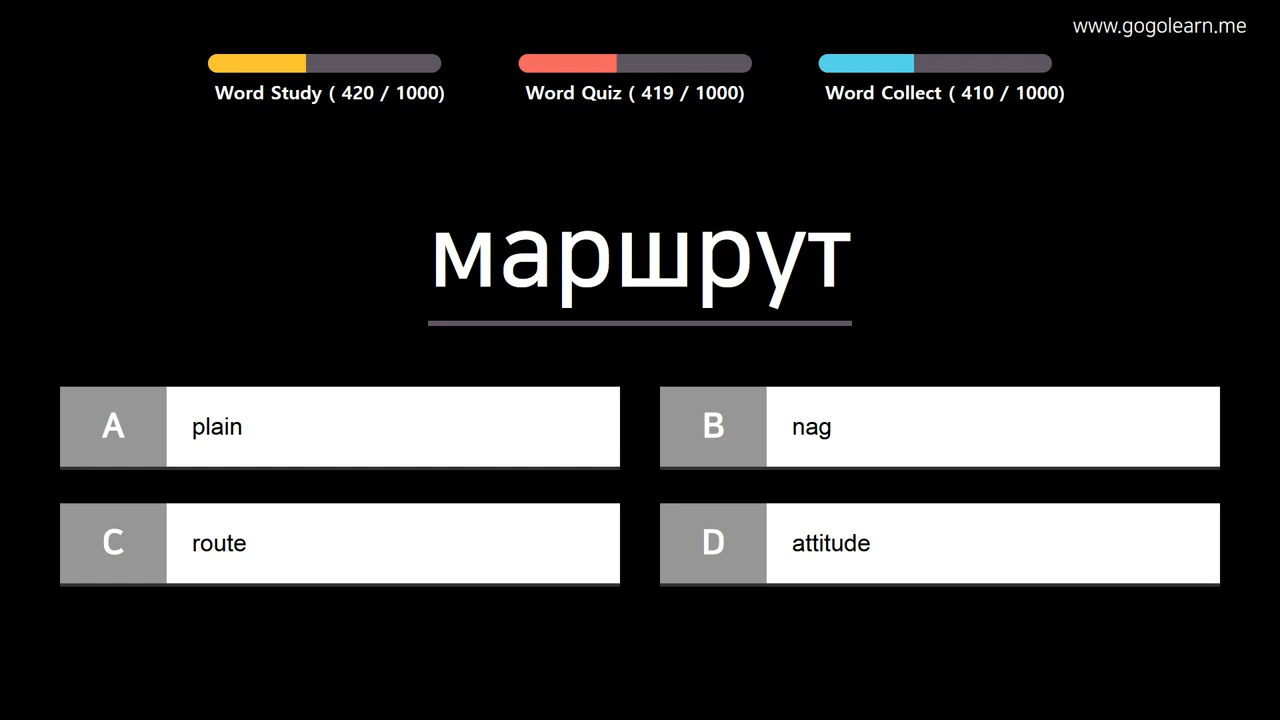 www.gogolearn.me
Word Study ( 420 / 1000)
Word Quiz ( 419 / 1000)
Word Collect ( 410 / 1000)
маршрут
A plain
B nag
C route
D attitude